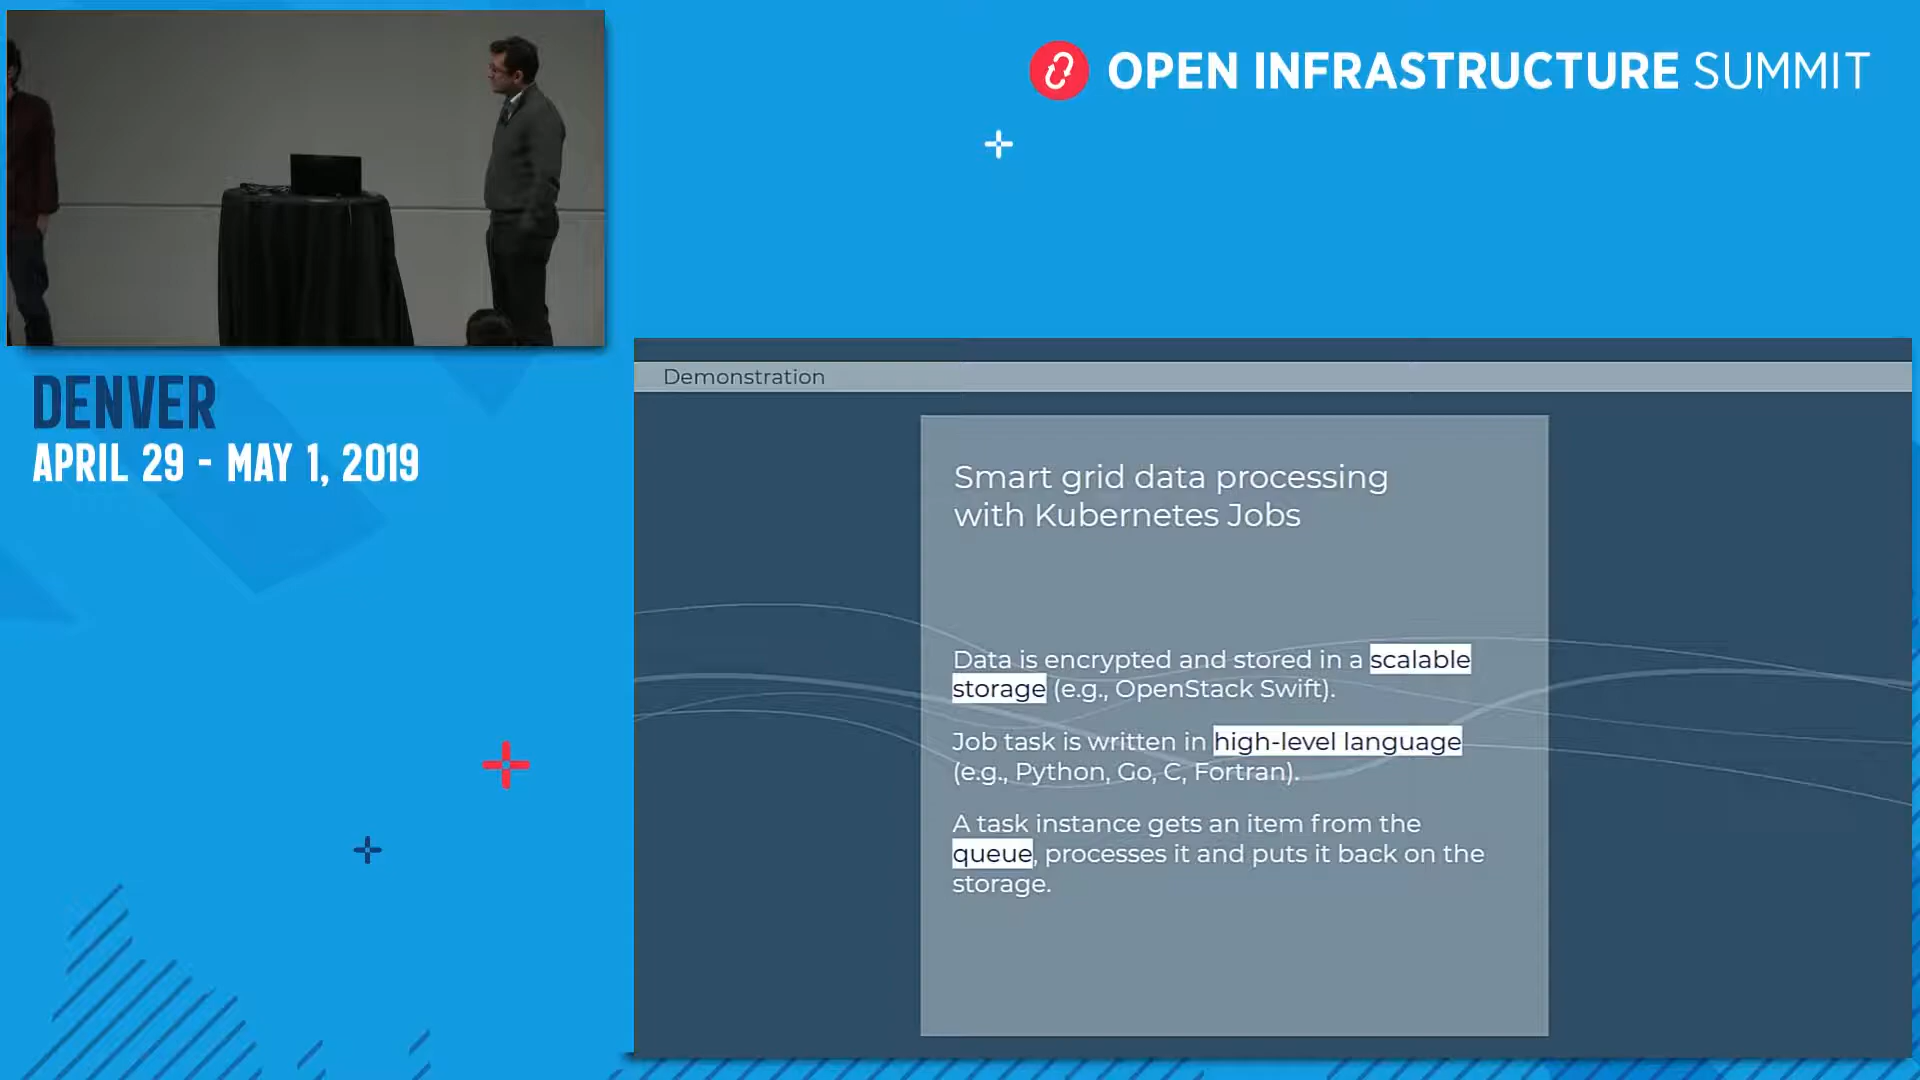 OPEN INFRASTRUCTURE SUMMIT
DENVER
APRIL 29 - MAY 1, 2019
Demonstration
Smart grid data processing
with Kubernetes Jobs
Data is encrypted and stored in a scalable
storage (e.g., OpenStack Swift).
Job task is written in high-level language
(e.g., Python, Go, C, Fortran).
A task instance gets an item from the
queue, processes it and puts it back on the
storage.